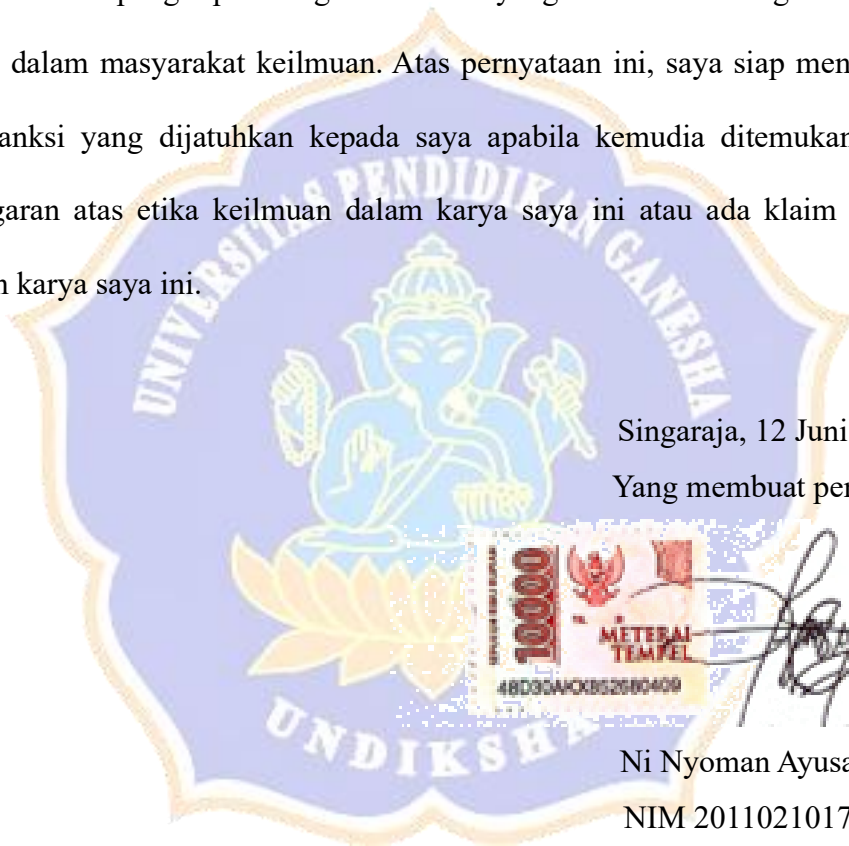 dalam masyarakat keilmuan. Atas pernyataan ini, saya siap men
anksi yang dijatuhkan kepada saya apabila kemudia ditemukan
garan atas etika keilmuan dalam karya saya ini atau ada klaim
karya saya ini.
UNIVERSITAS PENDIDIKAN GANESHA
Singaraja, 12 Juni
Yang membuat per
10000
METERAI
TEMPEL
Ni Nyoman Ayusa
UNDIKSHA
NIM 2011021017